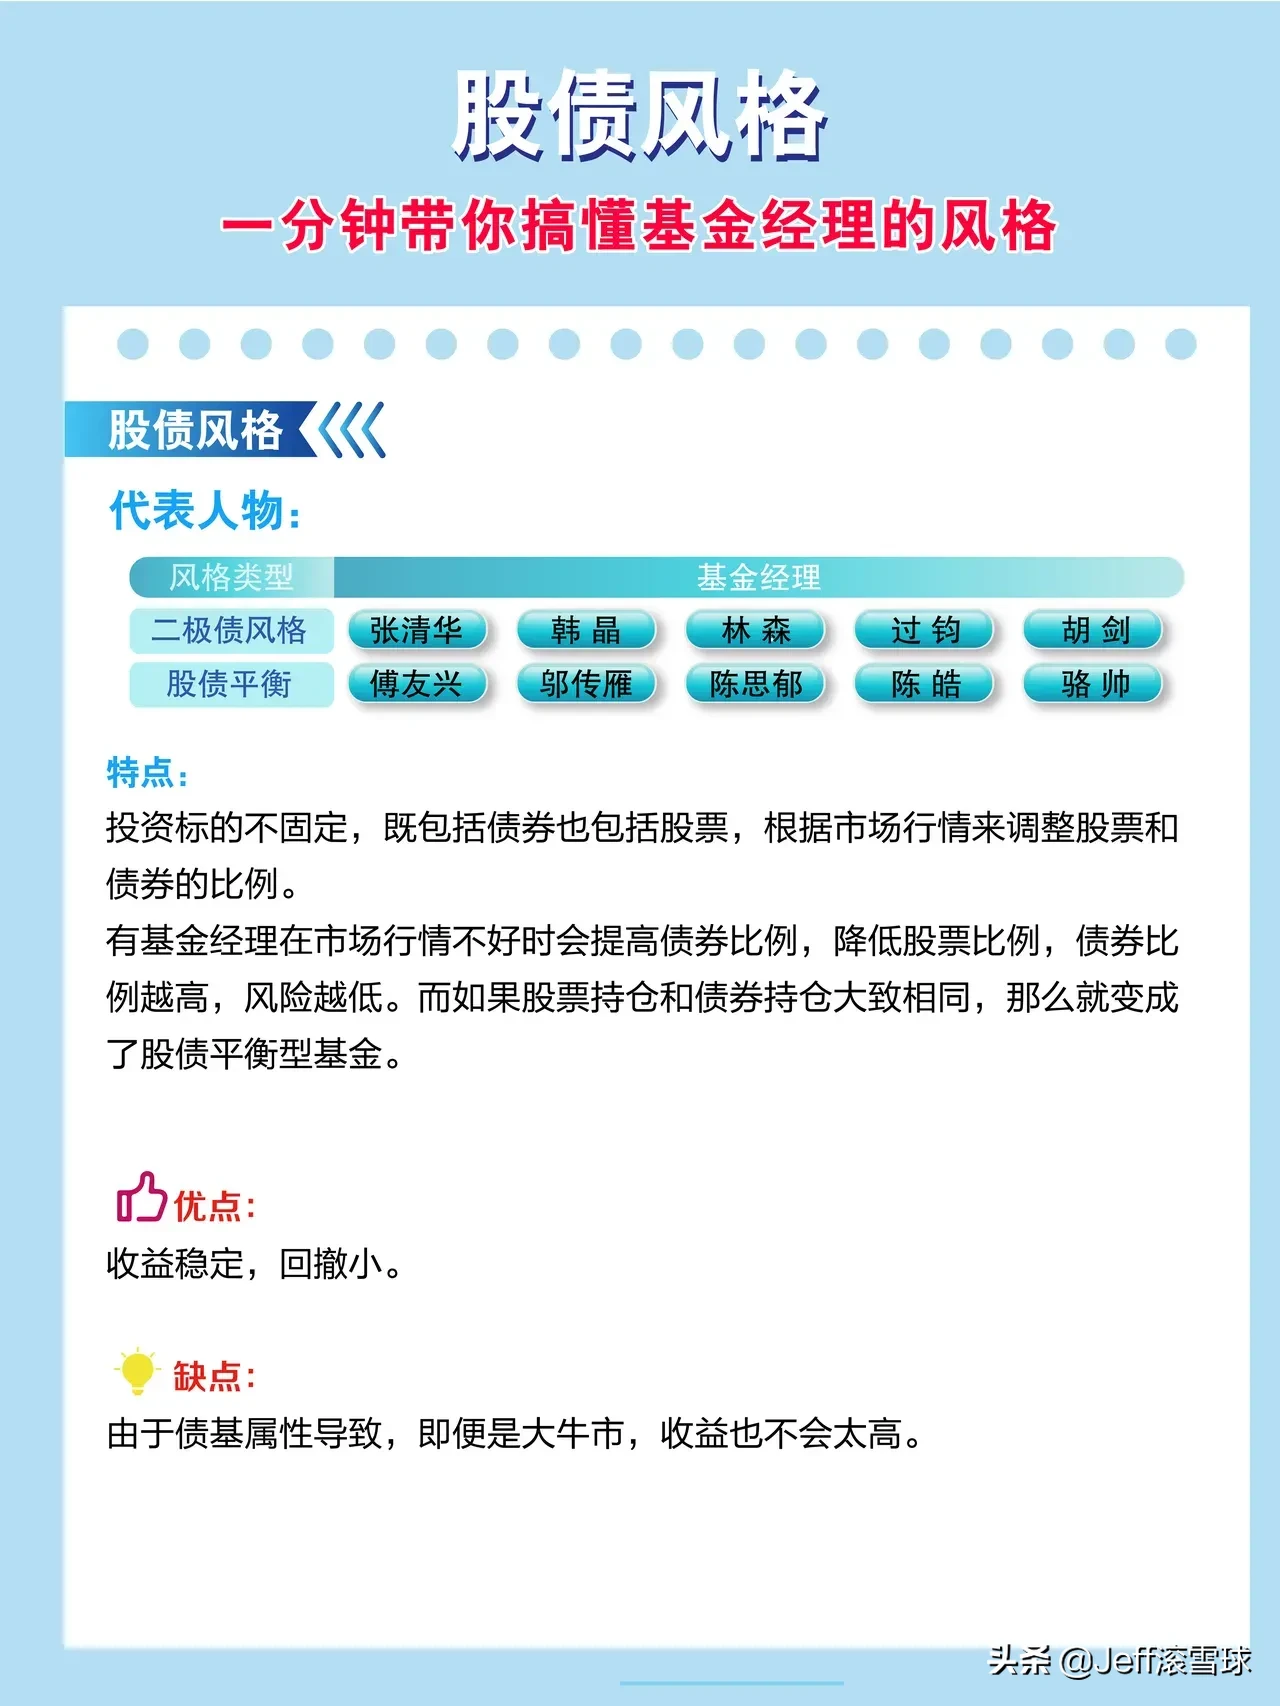 股债风格
一分钟带你搞懂基金经理的风格
股债风格
代表人物：
风格类型 基金经理
二极债风格 张清华 韩晶 林森 过钧 胡剑
股债平衡 傅友兴 邬传雁 陈思郁 陈皓 骆帅
特点：
投资标的不固定，既包括债券也包括股票，根据市场行情来调整股票和
债券的比例。
有基金经理在市场行情不好时会提高债券比例，降低股票比例，债券比
例越高，风险越低。而如果股票持仓和债券持仓大致相同，那么就变成
了股债平衡型基金。
优点：
收益稳定，回撤小。
缺点：
由于债基属性导致，即便是大牛市，收益也不会太高。
头条 @Jeff滚雪球